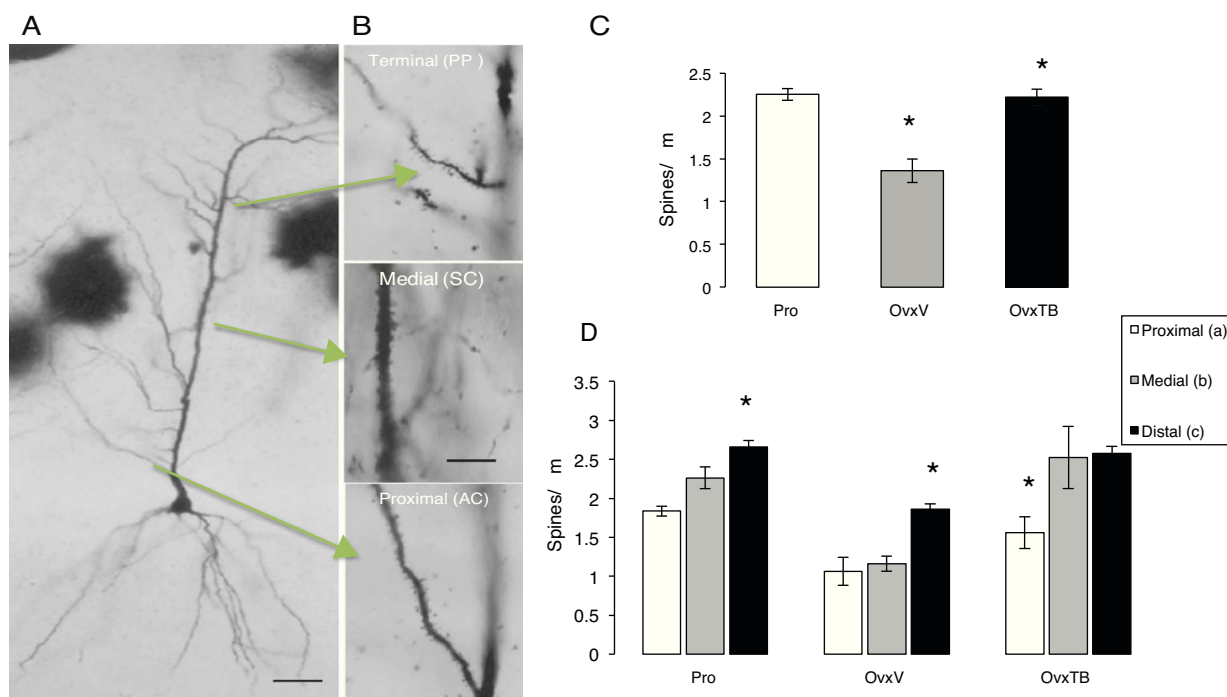 A
B
Terminal (PP )
Medial (SC)
Proximal (AC)
C
Spines/ m
2.5
2
1.5
1
0.5
0
*
*
Pro
OvxV
OvxTB
D
Proximal (a)
Medial (b)
Distal (c)
Spines/ m
3.5
3
2.5
2
1.5
1
0.5
0
*
*
*
Pro
OvxV
OvxTB